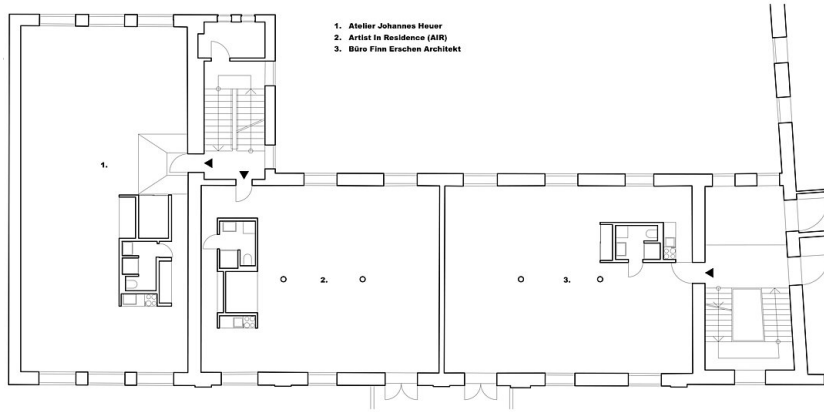 1. Atelier Johannes Heuer
2. Artist In Residence (AIR)
3. Büro Finn Erschen Architekt
1.
2.
3.